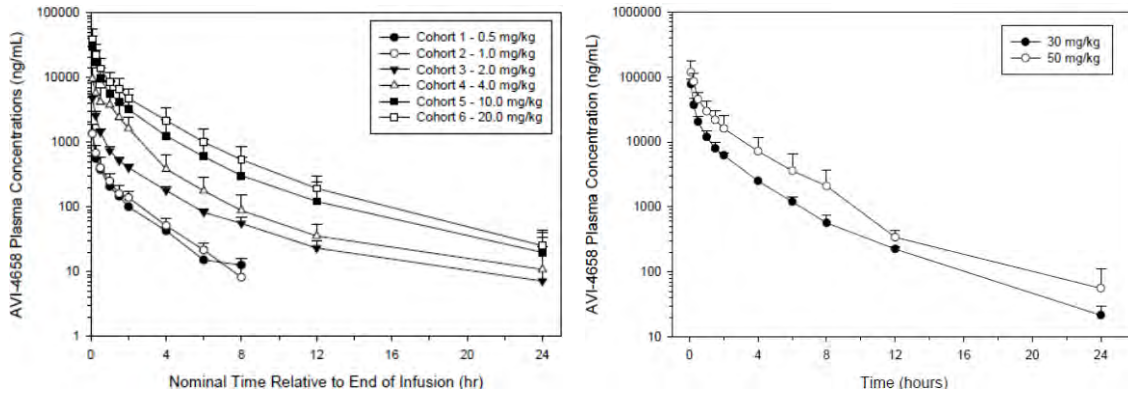 AVI-4658 Plasma Concentrations (ng/mL)
100000
10000
1000
100
10
1
Cohort 1 - 0.5 mg/kg
Cohort 2 - 1.0 mg/kg
Cohort 3 - 2.0 mg/kg
Cohort 4 - 4.0 mg/kg
Cohort 5 - 10.0 mg/kg
Cohort 6 - 20.0 mg/kg
0 4 8 12 16 20 24
Nominal Time Relative to End of Infusion (hr)
AVI-4658 Plasma Concentration (ng/mL)
1000000
100000
10000
1000
100
10
30 mg/kg
50 mg/kg
0 4 8 12 16 20 24
Time (hours)